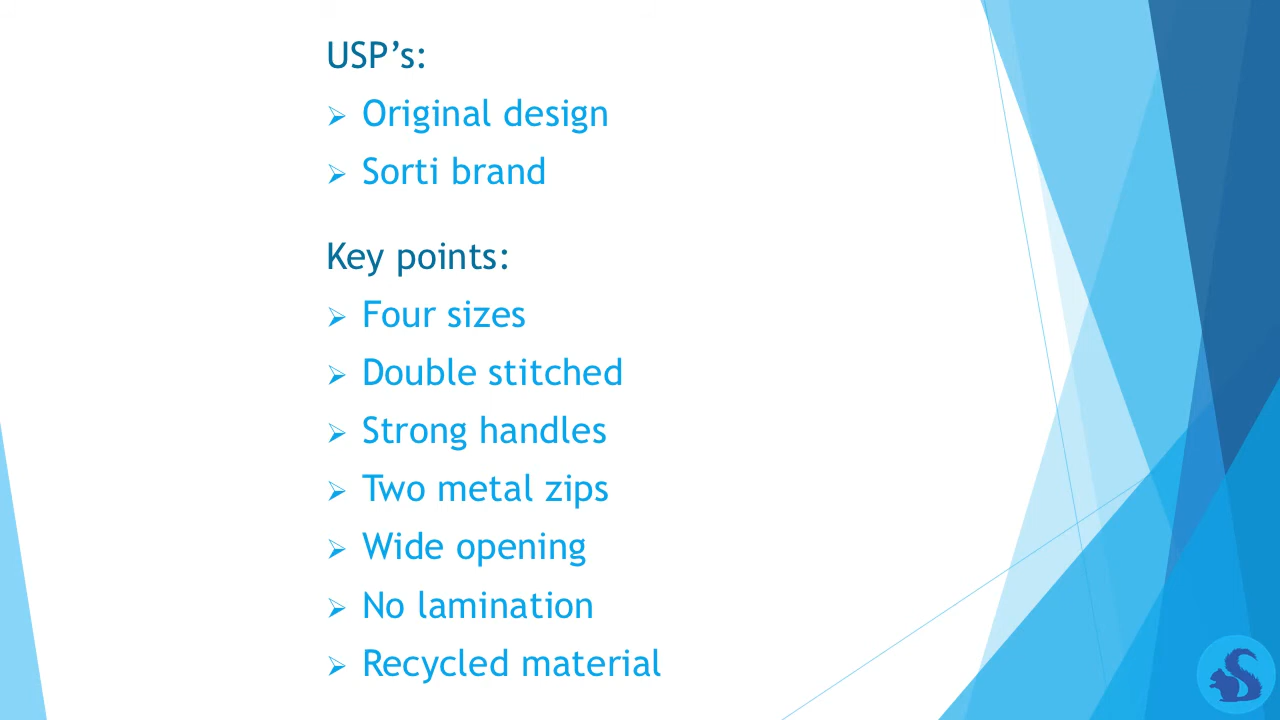 USP’s:
➢ Original design
➢ Sorti brand
Key points:
➢ Four sizes
➢ Double stitched
➢ Strong handles
➢ Two metal zips
➢ Wide opening
➢ No lamination
➢ Recycled material